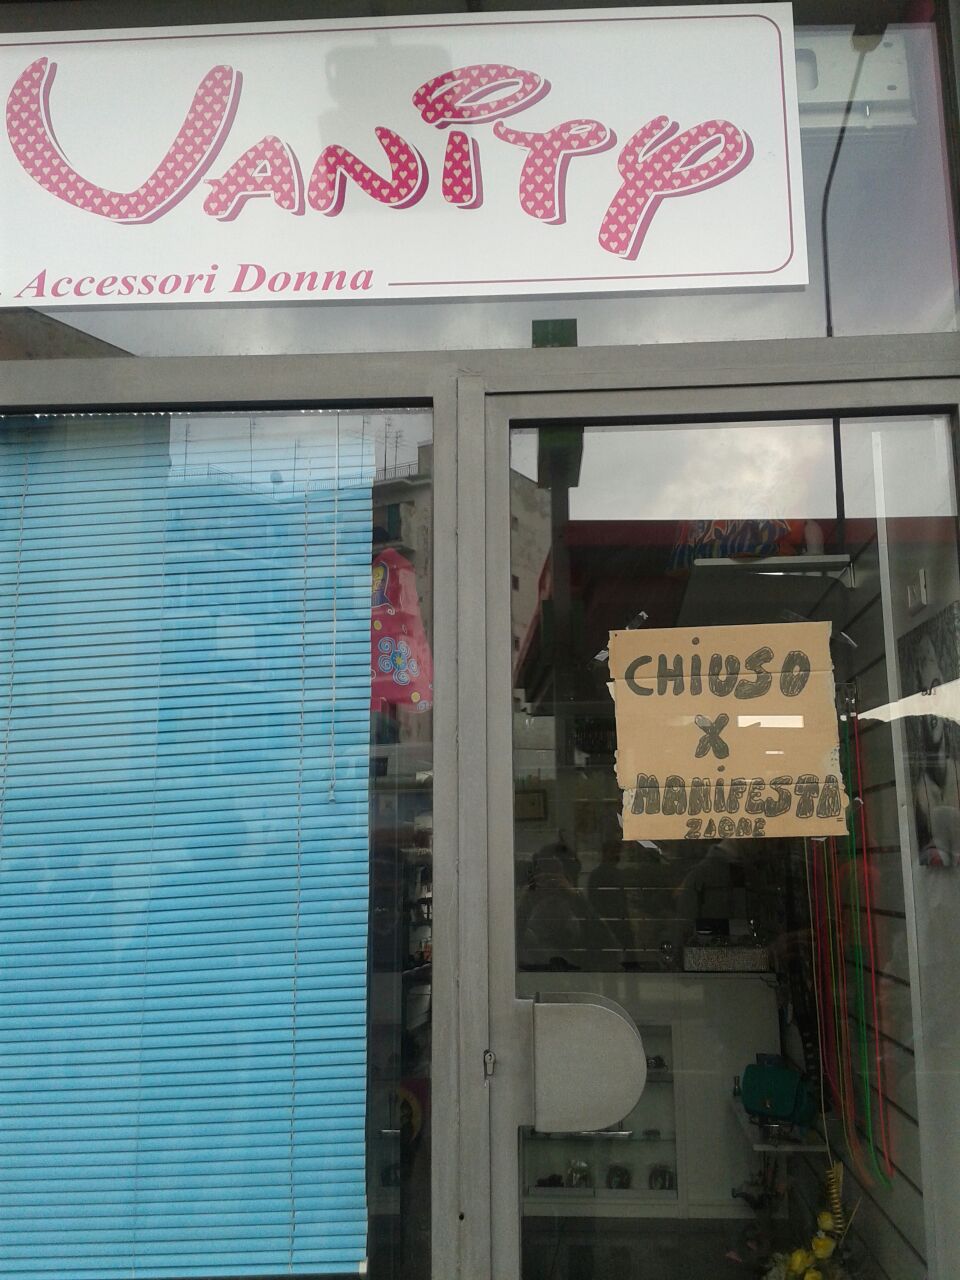 Vanity
Accessori Donna
CHiUSO
X
MANiFESTA=
ZIONE